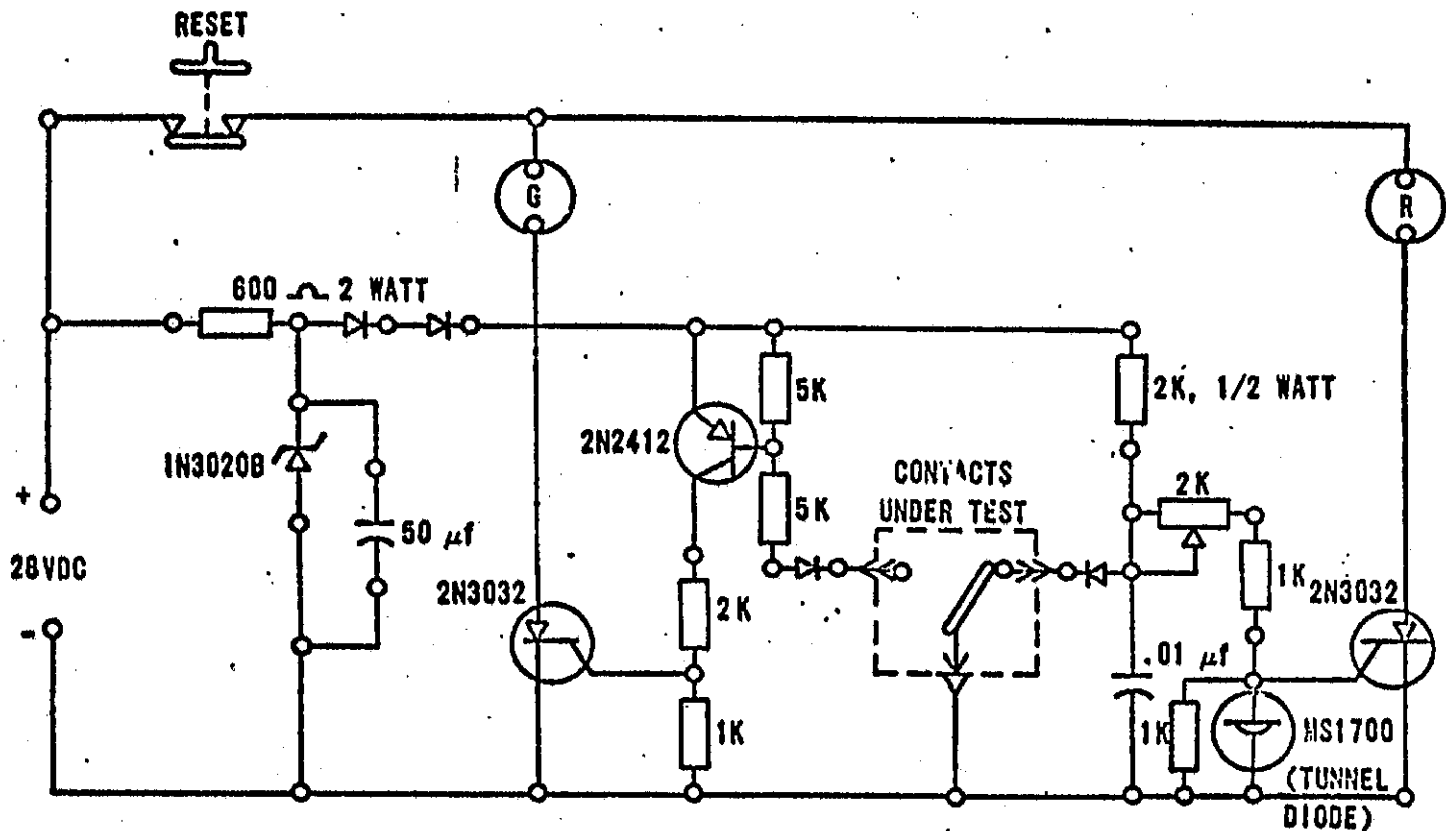 RESET
G
R
600 Ω 2 WATT
5K
2K, 1/2 WATT
2N2412
1N3020B
CONTACTS
UNDER TEST
2K
5K
+
50 μf
28VDC
1K
2N3032
2N3032
2K
-
.01 μf
1K
1K
MS1700
(TUNNEL
DIODE)